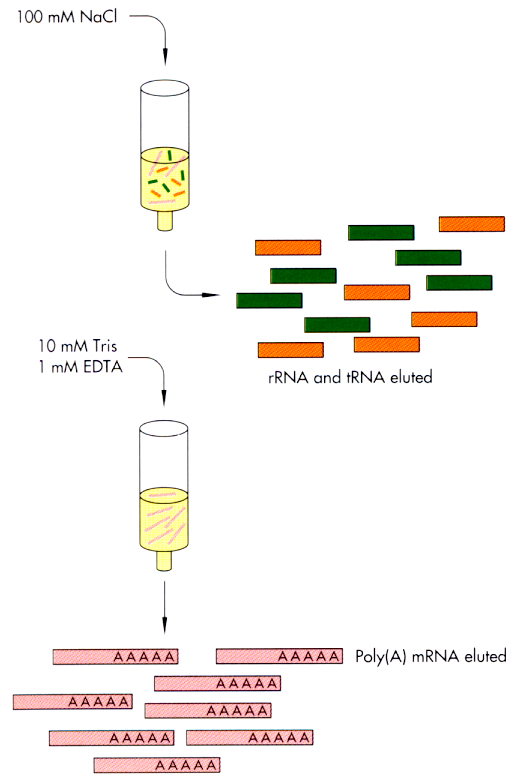 100 mM NaCl
rRNA and tRNA eluted
10 mM Tris
1 mM EDTA
AAAAA
AAAAA
Poly(A) mRNA eluted
AAAAA
AAAAA
AAAAA
AAAAA
AAAAA
AAAAA